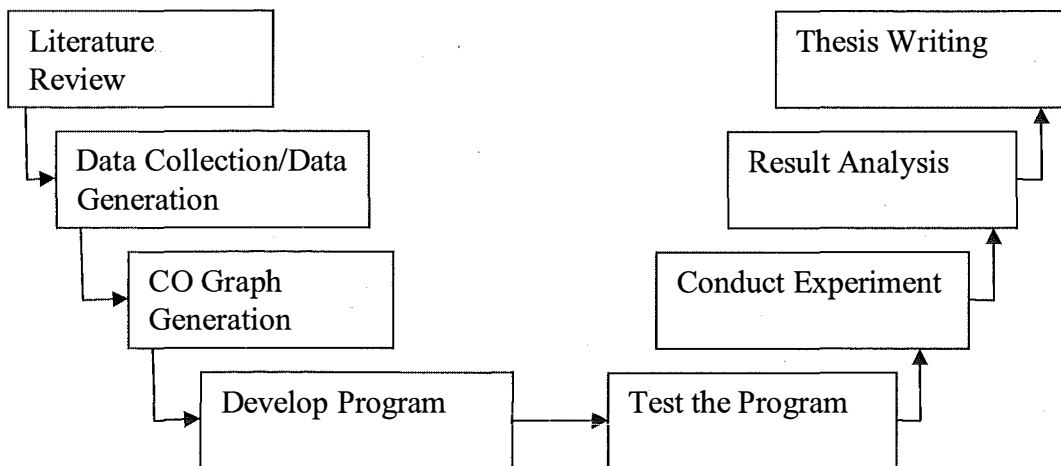 Literature
Review
Data Collection/Data
Generation
CO Graph
Generation
Develop Program
Test the Program
Conduct Experiment
Result Analysis
Thesis Writing